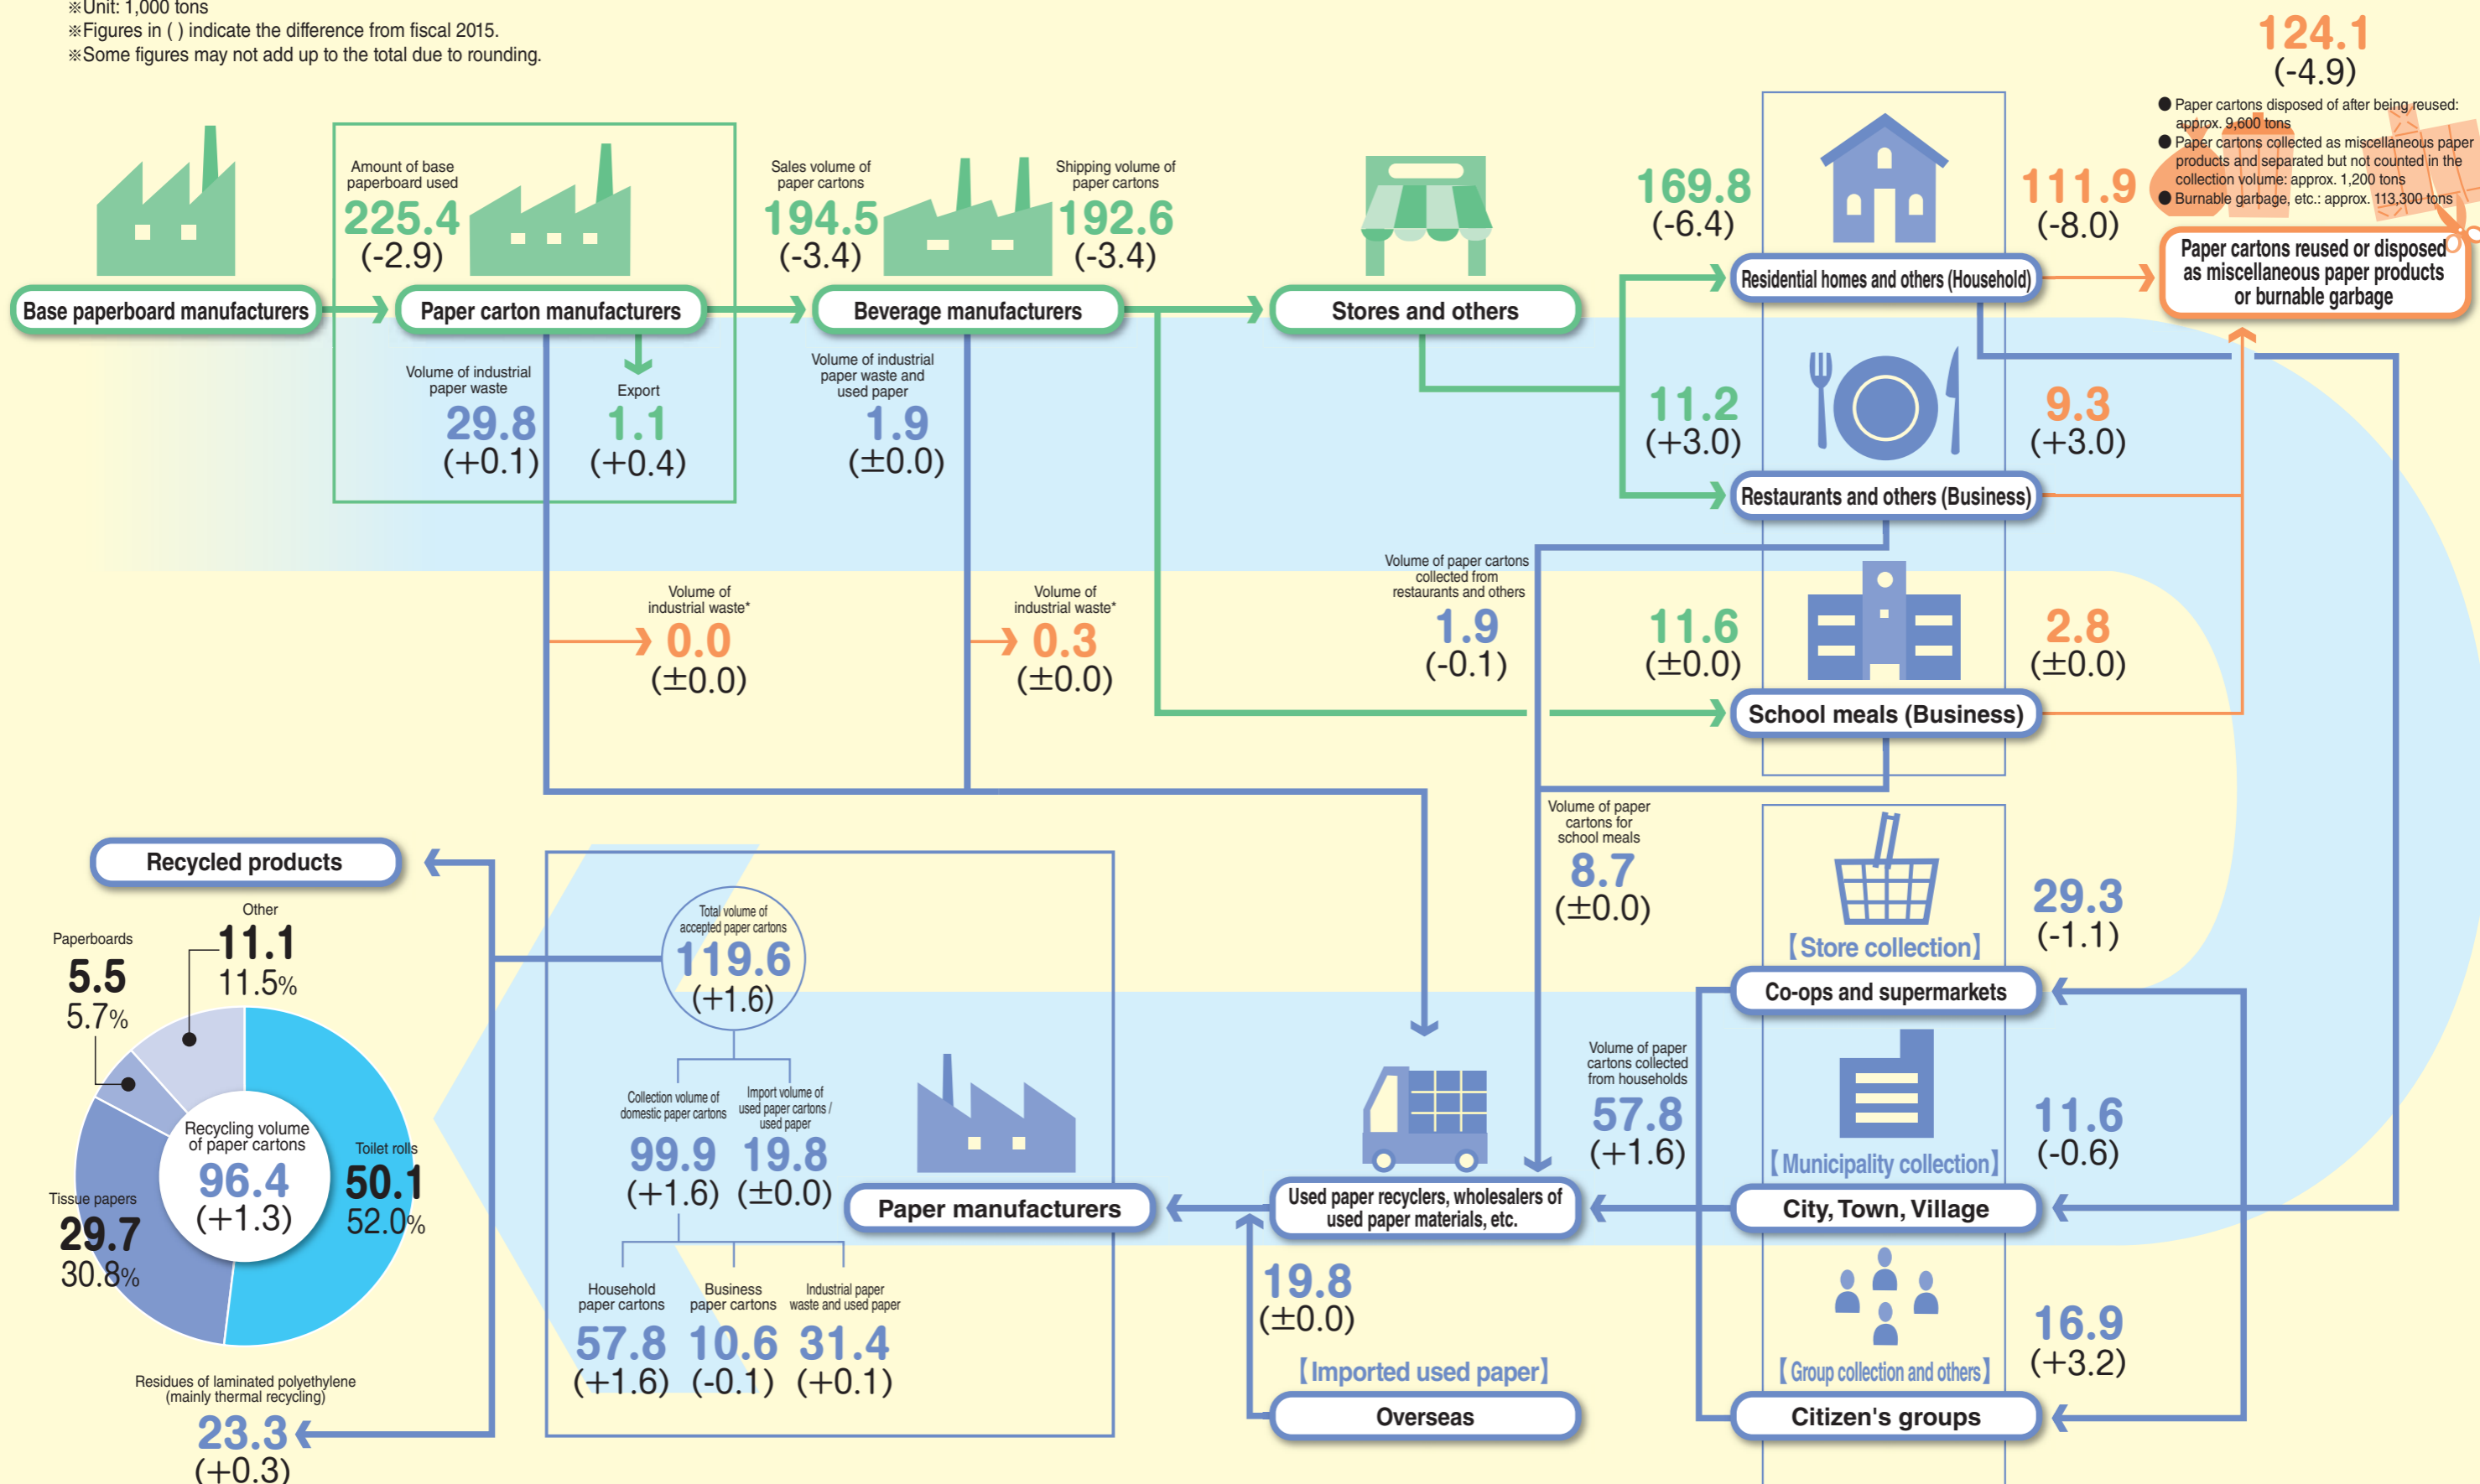 ※Unit: 1,000 tons
※Figures in ( ) indicate the difference from fiscal 2015.
※Some figures may not add up to the total due to rounding.
124.1
(-4.9)
● Paper cartons disposed of after being reused:
approx. 9,600 tons
● Paper cartons collected as miscellaneous paper
products and separated but not counted in the
collection volume: approx. 1,200 tons
● Burnable garbage, etc.: approx. 113,300 tons
Paper cartons reused or disposed
as miscellaneous paper products
or burnable garbage
Base paperboard manufacturers
Amount of base
paperboard used
225.4
(-2.9)
Paper carton manufacturers
Volume of industrial
paper waste
29.8
(+0.1)
Export
1.1
(+0.4)
Sales volume of
paper cartons
194.5
(-3.4)
Shipping volume of
paper cartons
192.6
(-3.4)
Beverage manufacturers
Volume of industrial
paper waste and
used paper
1.9
(±0.0)
Stores and others
169.8
(-6.4)
111.9
(-8.0)
Residential homes and others (Household)
11.2
(+3.0)
9.3
(+3.0)
Restaurants and others (Business)
Volume of
industrial waste*
0.0
(±0.0)
Volume of
industrial waste*
0.3
(±0.0)
Volume of paper cartons
collected from
restaurants and others
1.9
(-0.1)
11.6
(±0.0)
2.8
(±0.0)
School meals (Business)
Volume of paper
cartons for
school meals
8.7
(±0.0)
29.3
(-1.1)
【Store collection】
Co-ops and supermarkets
Volume of paper
cartons collected
from households
57.8
(+1.6)
11.6
(-0.6)
【Municipality collection】
City, Town, Village
16.9
(+3.2)
【Group collection and others】
Citizen's groups
Used paper recyclers, wholesalers of
used paper materials, etc.
19.8
(±0.0)
【Imported used paper】
Overseas
Paper manufacturers
Total volume of
accepted paper cartons
119.6
(+1.6)
Collection volume of
domestic paper cartons
99.9
(+1.6)
Import volume of
used paper cartons /
used paper
19.8
(±0.0)
Household
paper cartons
57.8
(+1.6)
Business
paper cartons
10.6
(-0.1)
Industrial paper
waste and used paper
31.4
(+0.1)
Recycled products
Other
11.1
11.5%
Paperboards
5.5
5.7%
Recycling volume
of paper cartons
96.4
(+1.3)
Toilet rolls
50.1
52.0%
Tissue papers
29.7
30.8%
Residues of laminated polyethylene
(mainly thermal recycling)
23.3
(+0.3)